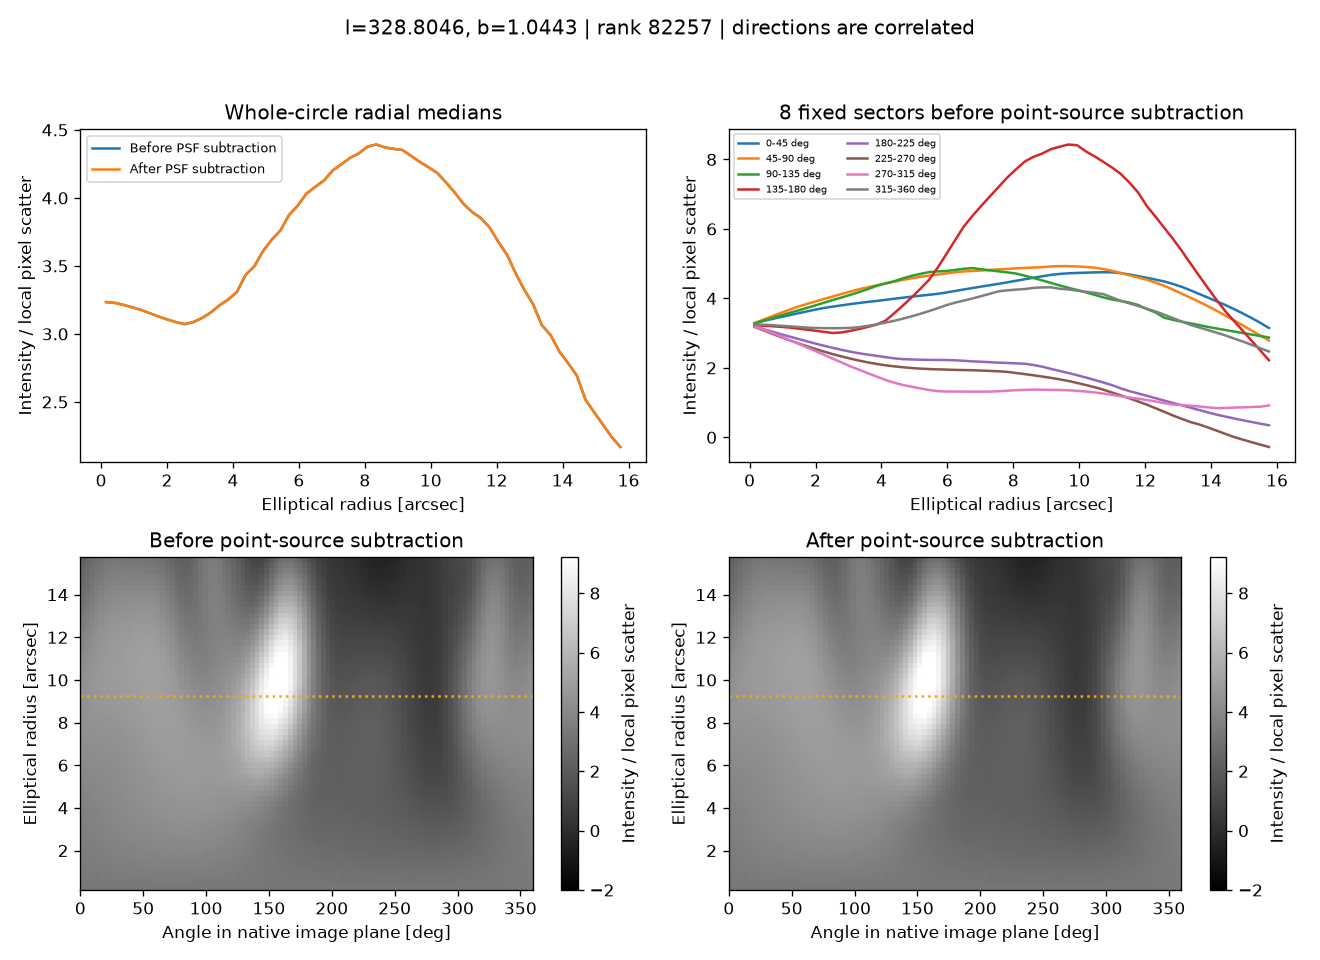 l=328.8046, b=1.0443 | rank 82257 | directions are correlated
Whole-circle radial medians
Before PSF subtraction
After PSF subtraction
4.5
4.0
3.5
3.0
2.5
Intensity / local pixel scatter
0 2 4 6 8 10 12 14 16
Elliptical radius [arcsec]
8 fixed sectors before point-source subtraction
0-45 deg
45-90 deg
90-135 deg
135-180 deg
180-225 deg
225-270 deg
270-315 deg
315-360 deg
8
6
4
2
0
Intensity / local pixel scatter
0 2 4 6 8 10 12 14 16
Elliptical radius [arcsec]
Before point-source subtraction
14
12
10
8
6
4
2
Elliptical radius [arcsec]
0 50 100 150 200 250 300 350
Angle in native image plane [deg]
8
6
4
2
0
−2
Intensity / local pixel scatter
After point-source subtraction
14
12
10
8
6
4
2
Elliptical radius [arcsec]
0 50 100 150 200 250 300 350
Angle in native image plane [deg]
8
6
4
2
0
−2
Intensity / local pixel scatter